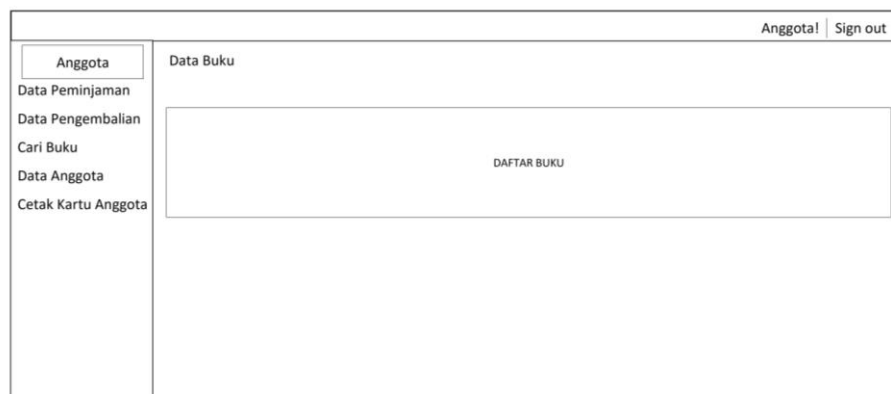 Anggota! Sign out
Anggota
Data Peminjaman
Data Pengembalian
Cari Buku
Data Anggota
Cetak Kartu Anggota
Data Buku
DAFTAR BUKU